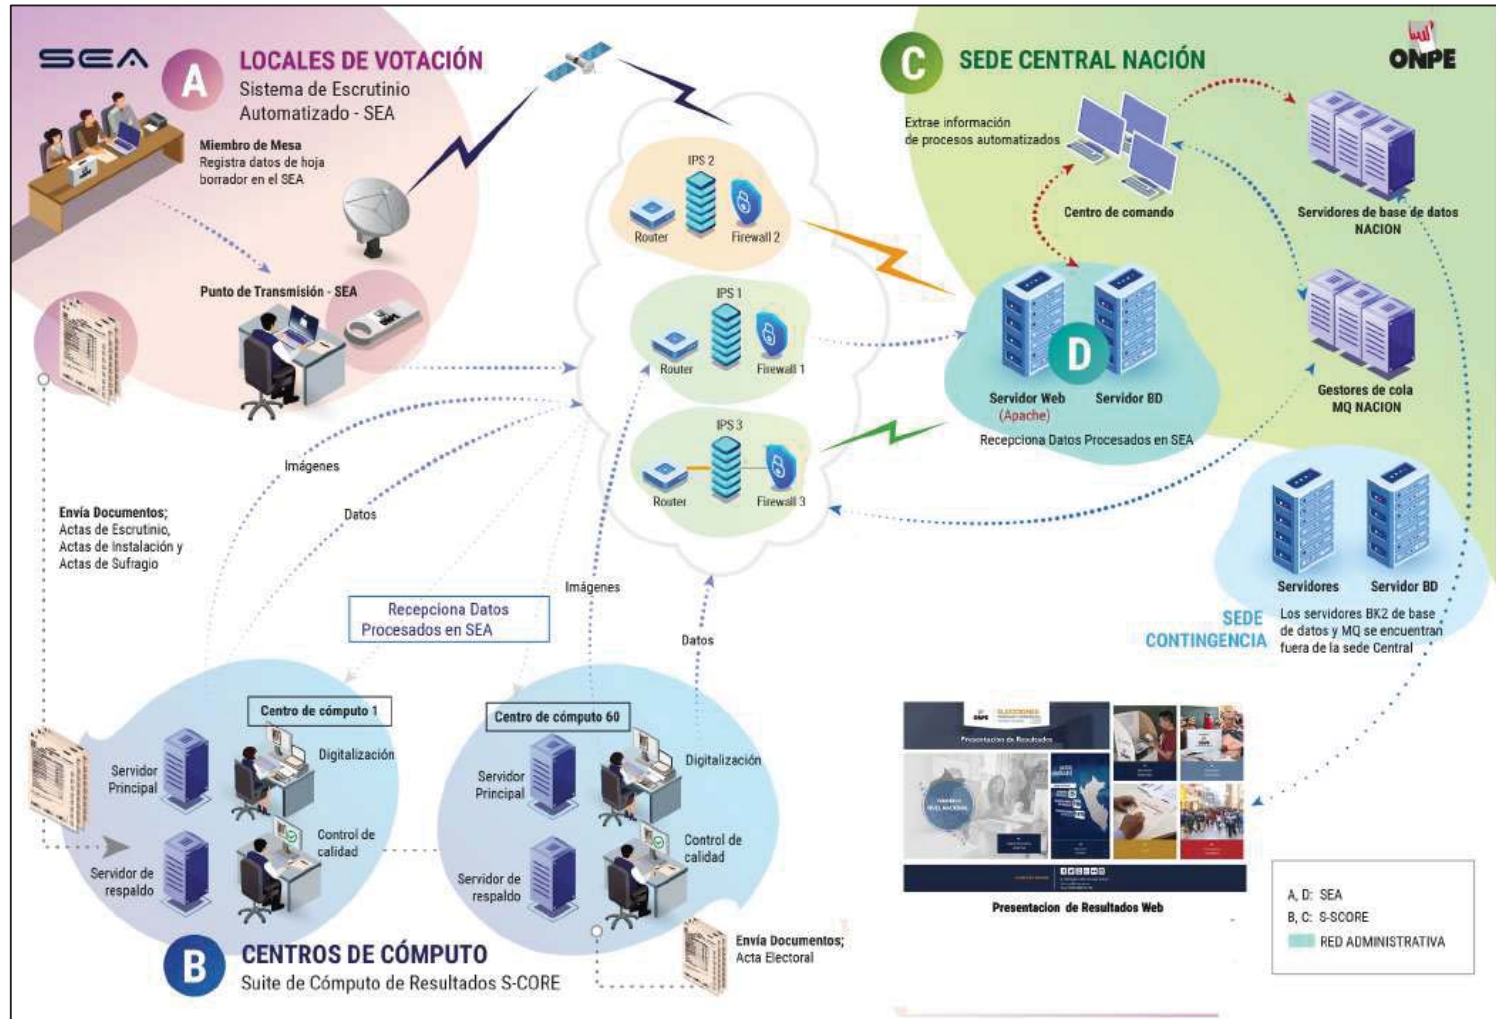 SEA
A
LOCALES DE VOTACIÓN
Sistema de Escrutinio
Automatizado - SEA
Miembro de Mesa
Registra datos de hoja
borrador en el SEA
Punto de Transmisión - SEA
Envía Documentos;
Actas de Escrutinio,
Actas de Instalación y
Actas de Sufragio
Imágenes
Datos
Recepciona Datos
Procesados en SEA
Imágenes
Datos
IPS 2
Router
Firewall 2
IPS 1
Router
Firewall 1
IPS 3
Router
Firewall 3
C
SEDE CENTRAL NACIÓN
ONPE
Extrae información
de procesos automatizados
Centro de comando
Servidores de base de datos
NACION
D
Servidor Web
(Apache)
Servidor BD
Recepciona Datos Procesados en SEA
Gestores de cola
MQ NACION
Servidores
Servidor BD
SEDE
CONTINGENCIA
Los servidores BK2 de base
de datos y MQ se encuentran
fuera de la sede Central
Centro de cómputo 1
Digitalización
Servidor
Principal
Control de
calidad
Servidor de
respaldo
Centro de cómputo 60
Digitalización
Servidor
Principal
Control de
calidad
Servidor de
respaldo
B
CENTROS DE CÓMPUTO
Suite de Cómputo de Resultados S-CORE
Envía Documentos;
Acta Electoral
ONPE
ELECCIONES
Presentacion de Resultados
Presentacion de Resultados Web
A, D: SEA
B, C: S-SCORE
RED ADMINISTRATIVA